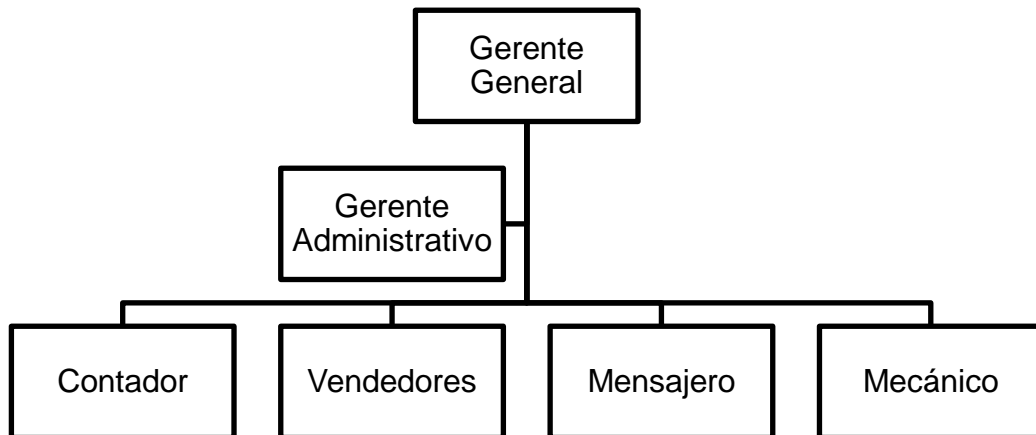 Gerente
General
Gerente
Administrativo
Contador
Vendedores
Mensajero
Mecánico